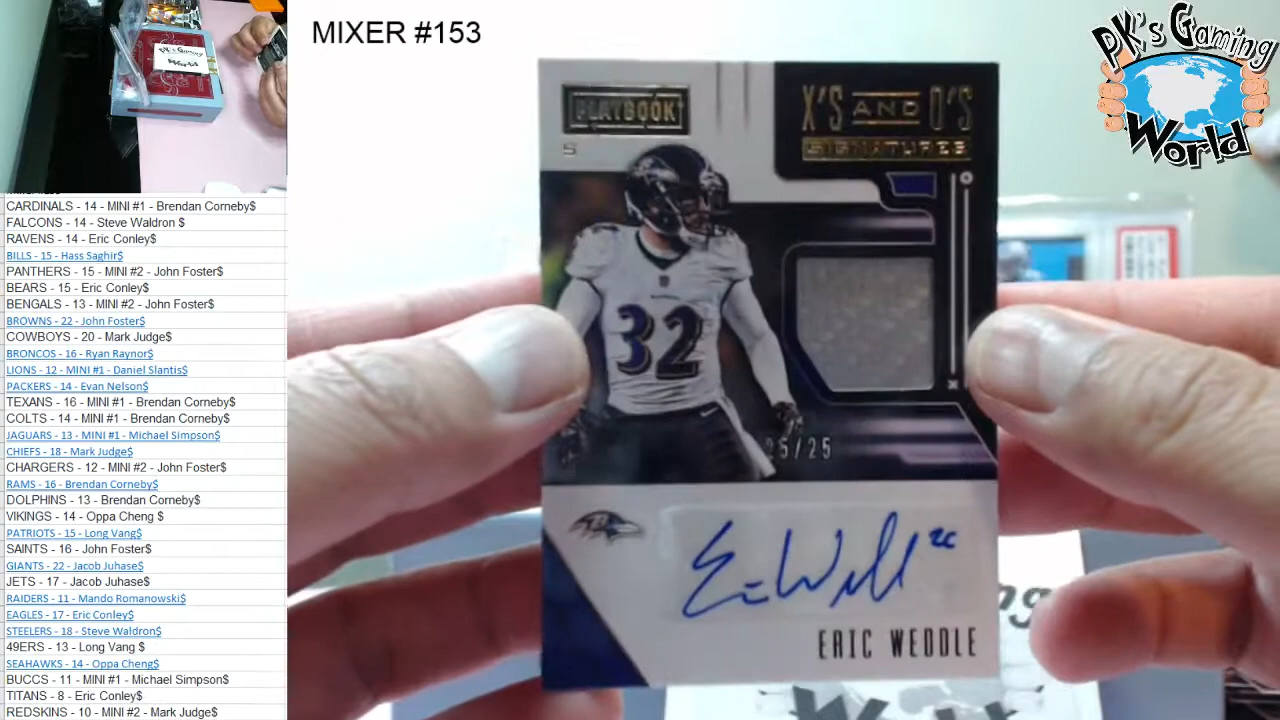 MIXER #153
PK's Gaming
World
PK's Gaming
World
CARDINALS - 14 - MINI #1 - Brendan Corneby$
FALCONS - 14 - Steve Waldron $
RAVENS - 14 - Eric Conley$
BILLS - 15 - Hass Saghir$
PANTHERS - 15 - MINI #2 - John Foster$
BEARS - 15 - Eric Conley$
BENGALS - 13 - MINI #2 - John Foster$
BROWNS - 22 - John Foster$
COWBOYS - 20 - Mark Judge$
BRONCOS - 16 - Ryan Raynor$
LIONS - 12 - MINI #1 - Daniel Slantis$
PACKERS - 14 - Evan Nelson$
TEXANS - 16 - MINI #1 - Brendan Corneby$
COLTS - 14 - MINI #1 - Brendan Corneby$
JAGUARS - 13 - MINI #1 - Michael Simpson$
CHIEFS - 18 - Mark Judge$
CHARGERS - 12 - MINI #2 - John Foster$
RAMS - 16 - Brendan Corneby$
DOLPHINS - 13 - Brendan Corneby$
VIKINGS - 14 - Oppa Cheng $
PATRIOTS - 15 - Long Vang$
SAINTS - 16 - John Foster$
GIANTS - 22 - Jacob Juhase$
JETS - 17 - Jacob Juhase$
RAIDERS - 11 - Mando Romanowski$
EAGLES - 17 - Eric Conley$
STEELERS - 18 - Steve Waldron$
49ERS - 13 - Long Vang $
SEAHAWKS - 14 - Oppa Cheng$
BUCCS - 11 - MINI #1 - Michael Simpson$
TITANS - 8 - Eric Conley$
REDSKINS - 10 - MINI #2 - Mark Judge$
PLAYBOOK
S
X'S AND O'S
SIGNATURES
32
25/25
ERIC WEDDLE